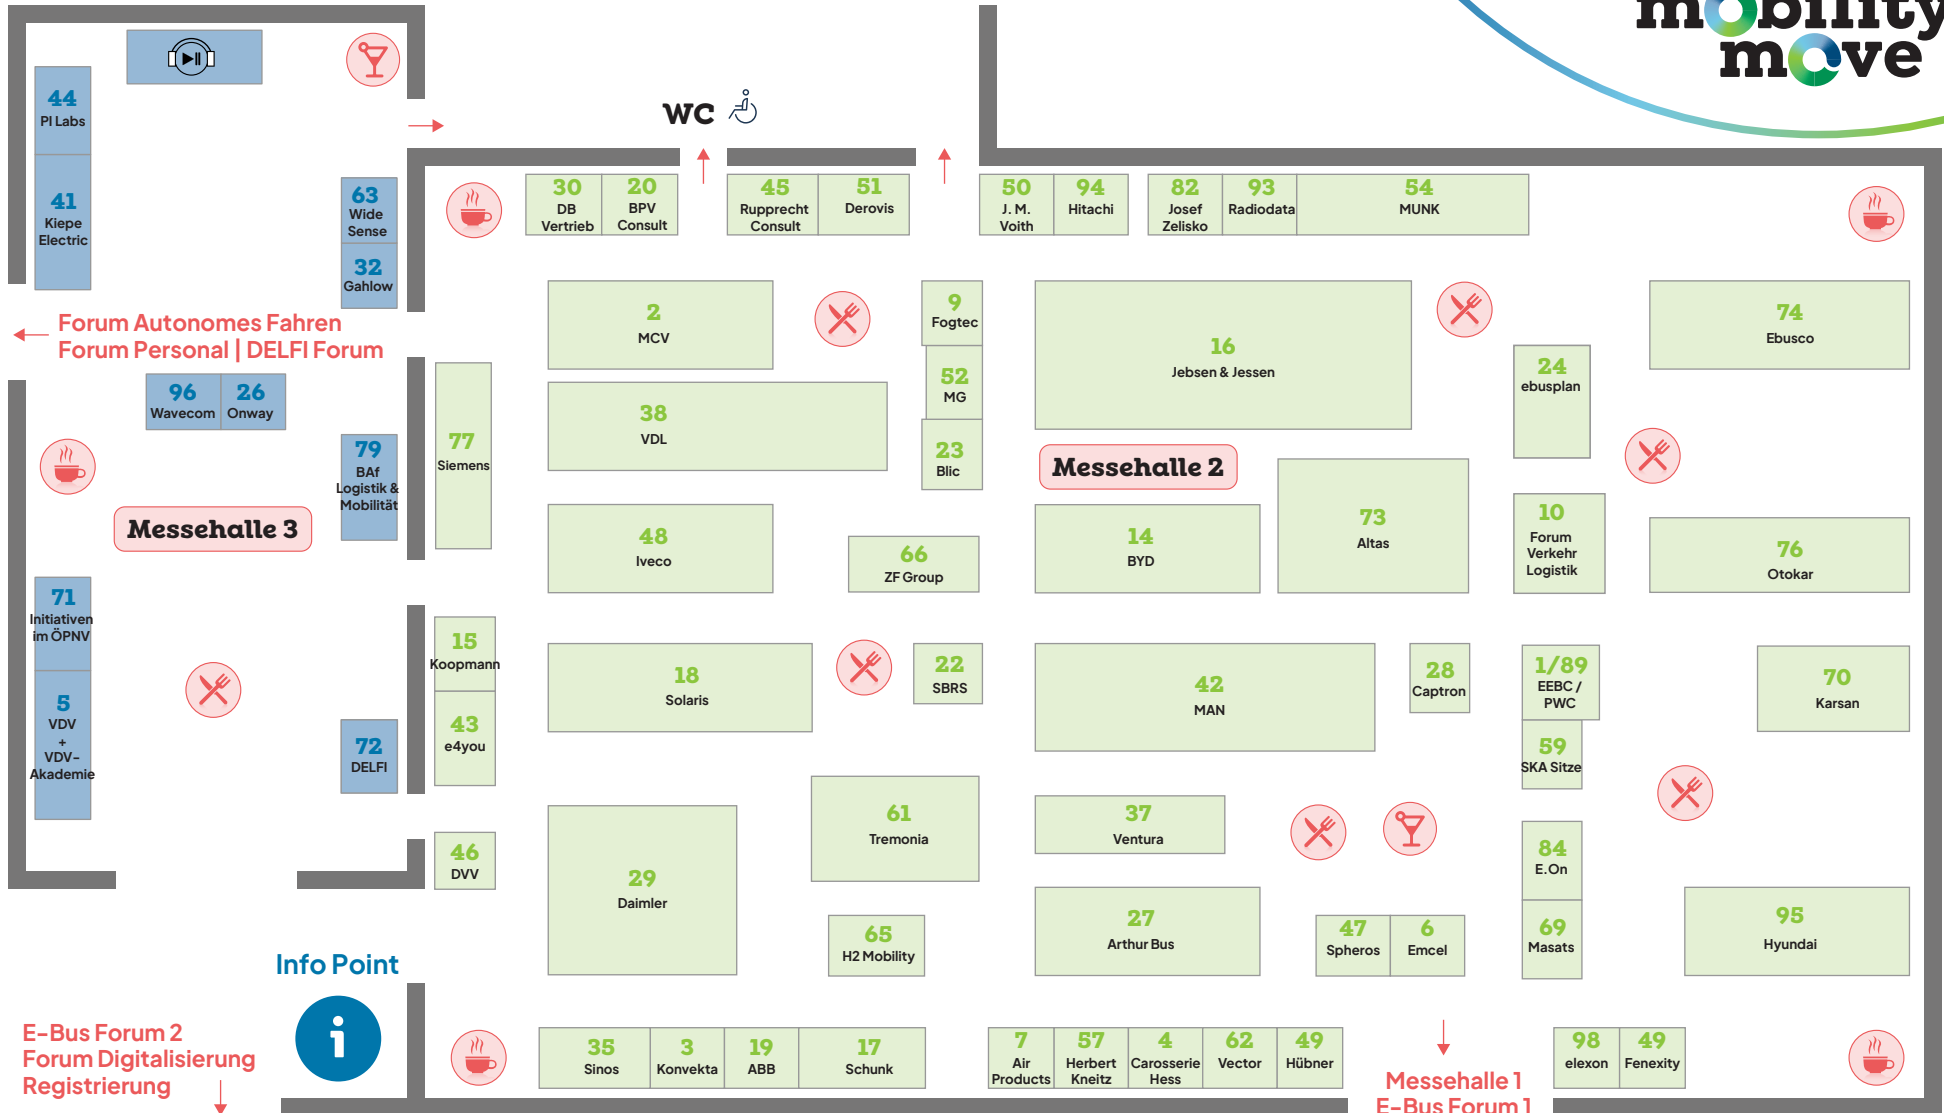 mobility
move
44
PI Labs
41
Kiepe
Electric
63
Wide
Sense
32
Gahlow
WC
30
DB
Vertrieb
20
BPV
Consult
45
Rupprecht
Consult
51
Derovis
50
J. M.
Voith
94
Hitachi
82
Josef
Zelisko
93
Radiodata
54
MUNK
Forum Autonomes Fahren
Forum Personal | DELFI Forum
96
Wavecom
26
Onway
79
BAf
Logistik &
Mobilität
Messehalle 3
71
Initiativen
im ÖPNV
5
VDV
+
VDV-
Akademie
72
DELFI
77
Siemens
15
Koopmann
43
e4you
46
DVV
2
MCV
38
VDL
48
Iveco
18
Solaris
29
Daimler
9
Fogtec
52
MG
23
Blic
66
ZF Group
22
SBRS
61
Tremonia
65
H2 Mobility
16
Jebsen & Jessen
Messehalle 2
14
BYD
73
Altas
42
MAN
28
Captron
37
Ventura
27
Arthur Bus
47
Spheros
6
Emcel
24
ebusplan
10
Forum
Verkehr
Logistik
1/89
EEBC /
PWC
59
SKA Sitze
84
E.On
69
Masats
74
Ebusco
76
Otokar
70
Karsan
95
Hyundai
Info Point
i
E-Bus Forum 2
Forum Digitalisierung
Registrierung
35
Sinos
3
Konvekta
19
ABB
17
Schunk
7
Air
Products
57
Herbert
Kneitz
4
Carosserie
Hess
62
Vector
49
Hübner
Messehalle 1
E-Bus Forum 1
98
elexon
49
Fenexity